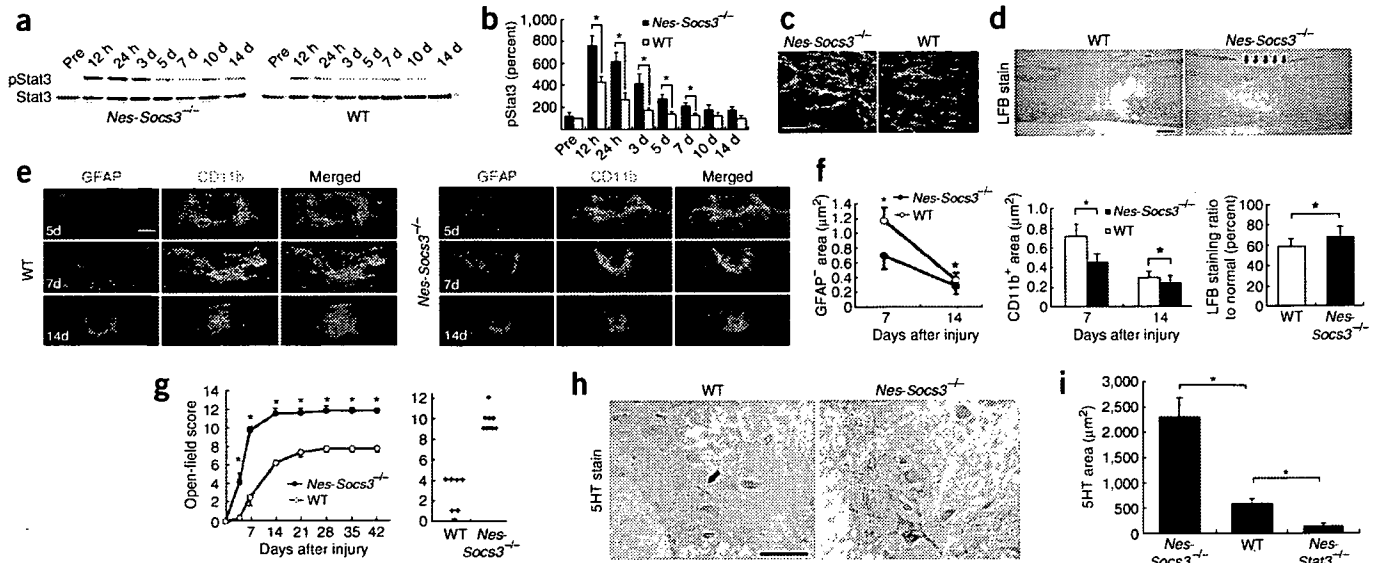 a
Pre 12 h 24 h 3 d 5 d 7 d 10 d 14 d
Pre 12 h 24 h 3 d 5 d 7 d 10 d 14 d
pStat3
Stat3
Nes-Socs3–/–
WT
b
pStat3 (percent)
1,000
800
600
400
200
* * * * *
Nes-Socs3–/–
WT
Pre 12 h 24 h 3 d 5 d 7 d 10 d 14 d
c
Nes-Socs3–/– WT
d
WT Nes-Socs3–/–
LFB stain
e
GFAP CD11b Merged
WT
5d
7d
14d
GFAP CD11b Merged
Nes-Socs3–/–
5d
7d
14d
f
GFAP– area (μm2)
1.4
1.2
1.0
0.8
0.6
0.4
0.2
0
* *
Nes-Socs3–/–
WT
7 14
Days after injury
CD11b+ area (μm2)
1.0
0.8
0.6
0.4
0.2
0
* *
Nes-Socs3–/–
WT
7 14
Days after injury
LFB staining ratio
to normal (percent)
100
80
60
40
20
0
*
WT Nes-
Socs3–/–
g
Open-field score
14
12
10
8
6
4
2
0
* * * * * * *
Nes-Socs3–/–
WT
7 14 21 28 35 42
Days after injury
12
10
8
6
4
2
0
WT Nes-
Socs3–/–
h
WT Nes-Socs3–/–
5HT stain
i
5HT area (μm2)
3,000
2,500
2,000
1,500
1,000
500
0
* *
Nes-
Socs3–/–
WT
Nes-
Stat3–/–